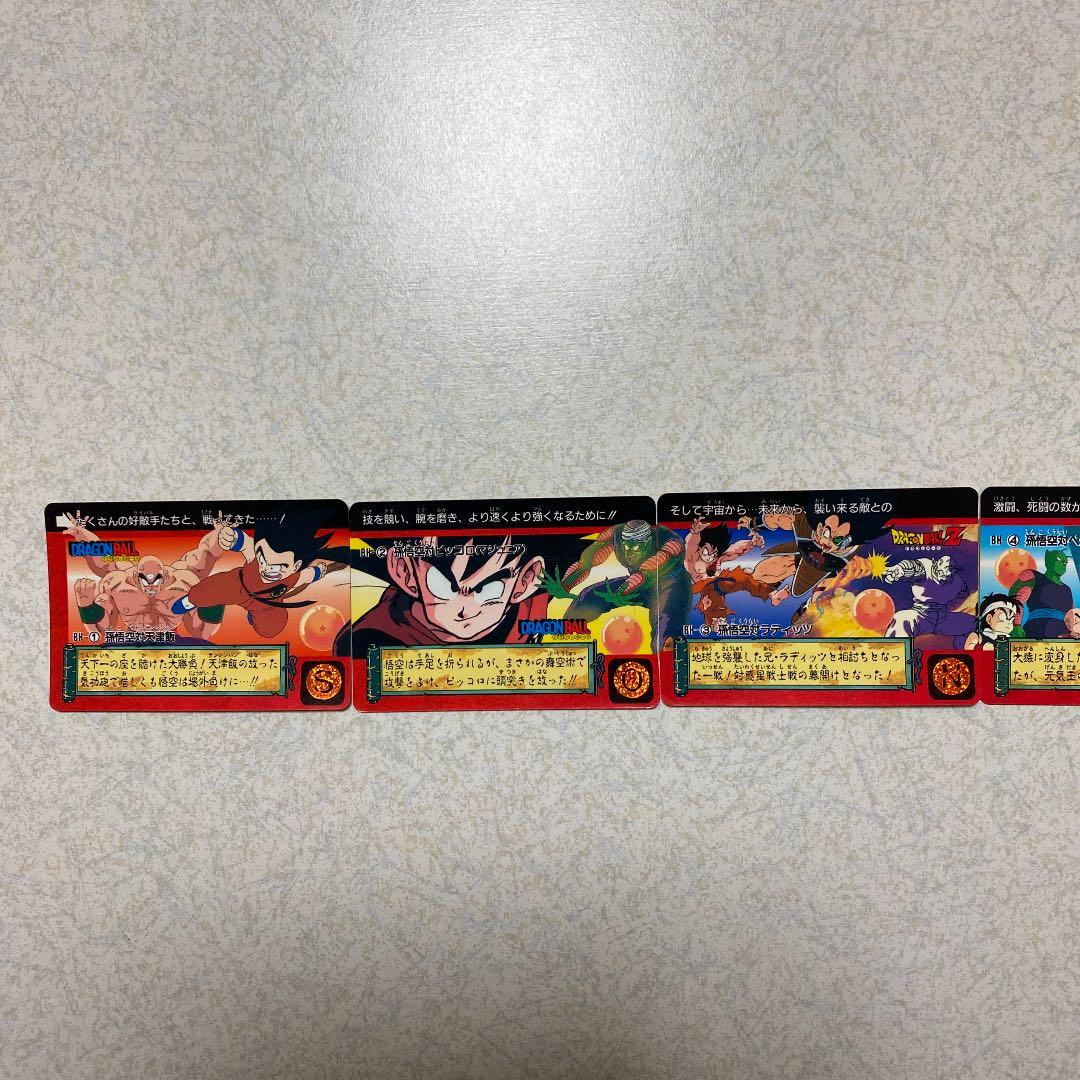 たくさんの好敵手たちと、戦ってきた……!
DRAGON BALL
BH-① 孫悟空対天津飯
天下一の座を賭けた大勝負!天津飯の放った
気功砲で惜しくも悟空は場外負けに…!!
技を競い、腕を磨き、より速くより強くなるために!!
BH-② 孫悟空対ピッコロ(マジュニア)
DRAGON BALL
悟空は手足を折られるが、まさかの舞空術で
攻撃をよけ、ピッコロに頭突きを放った!!
そして宇宙から…未来から、襲い来る敵との
DRAGON BALL Z
BH-③ 孫悟空対ラディッツ
地球を強襲した兄・ラディッツと相討ちとなっ
た一戦!対惑星戦士戦の幕開けとなった!
激闘、死闘の数か
BH-④ 孫悟空対ベ
大猿に変身した
たが、元気玉